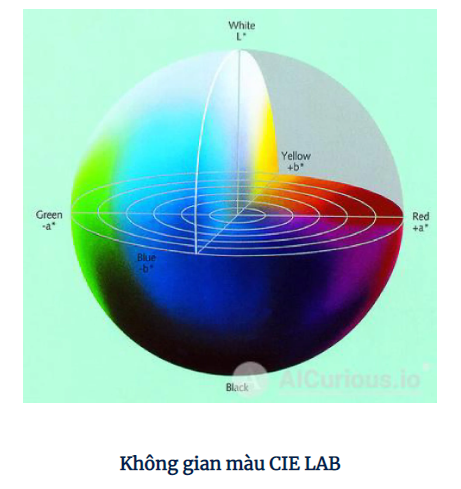 White
L*
Yellow
+b*
Green
-a*
Red
+a*
Blue
-b*
Black
AICurious.io
Không gian màu CIE LAB